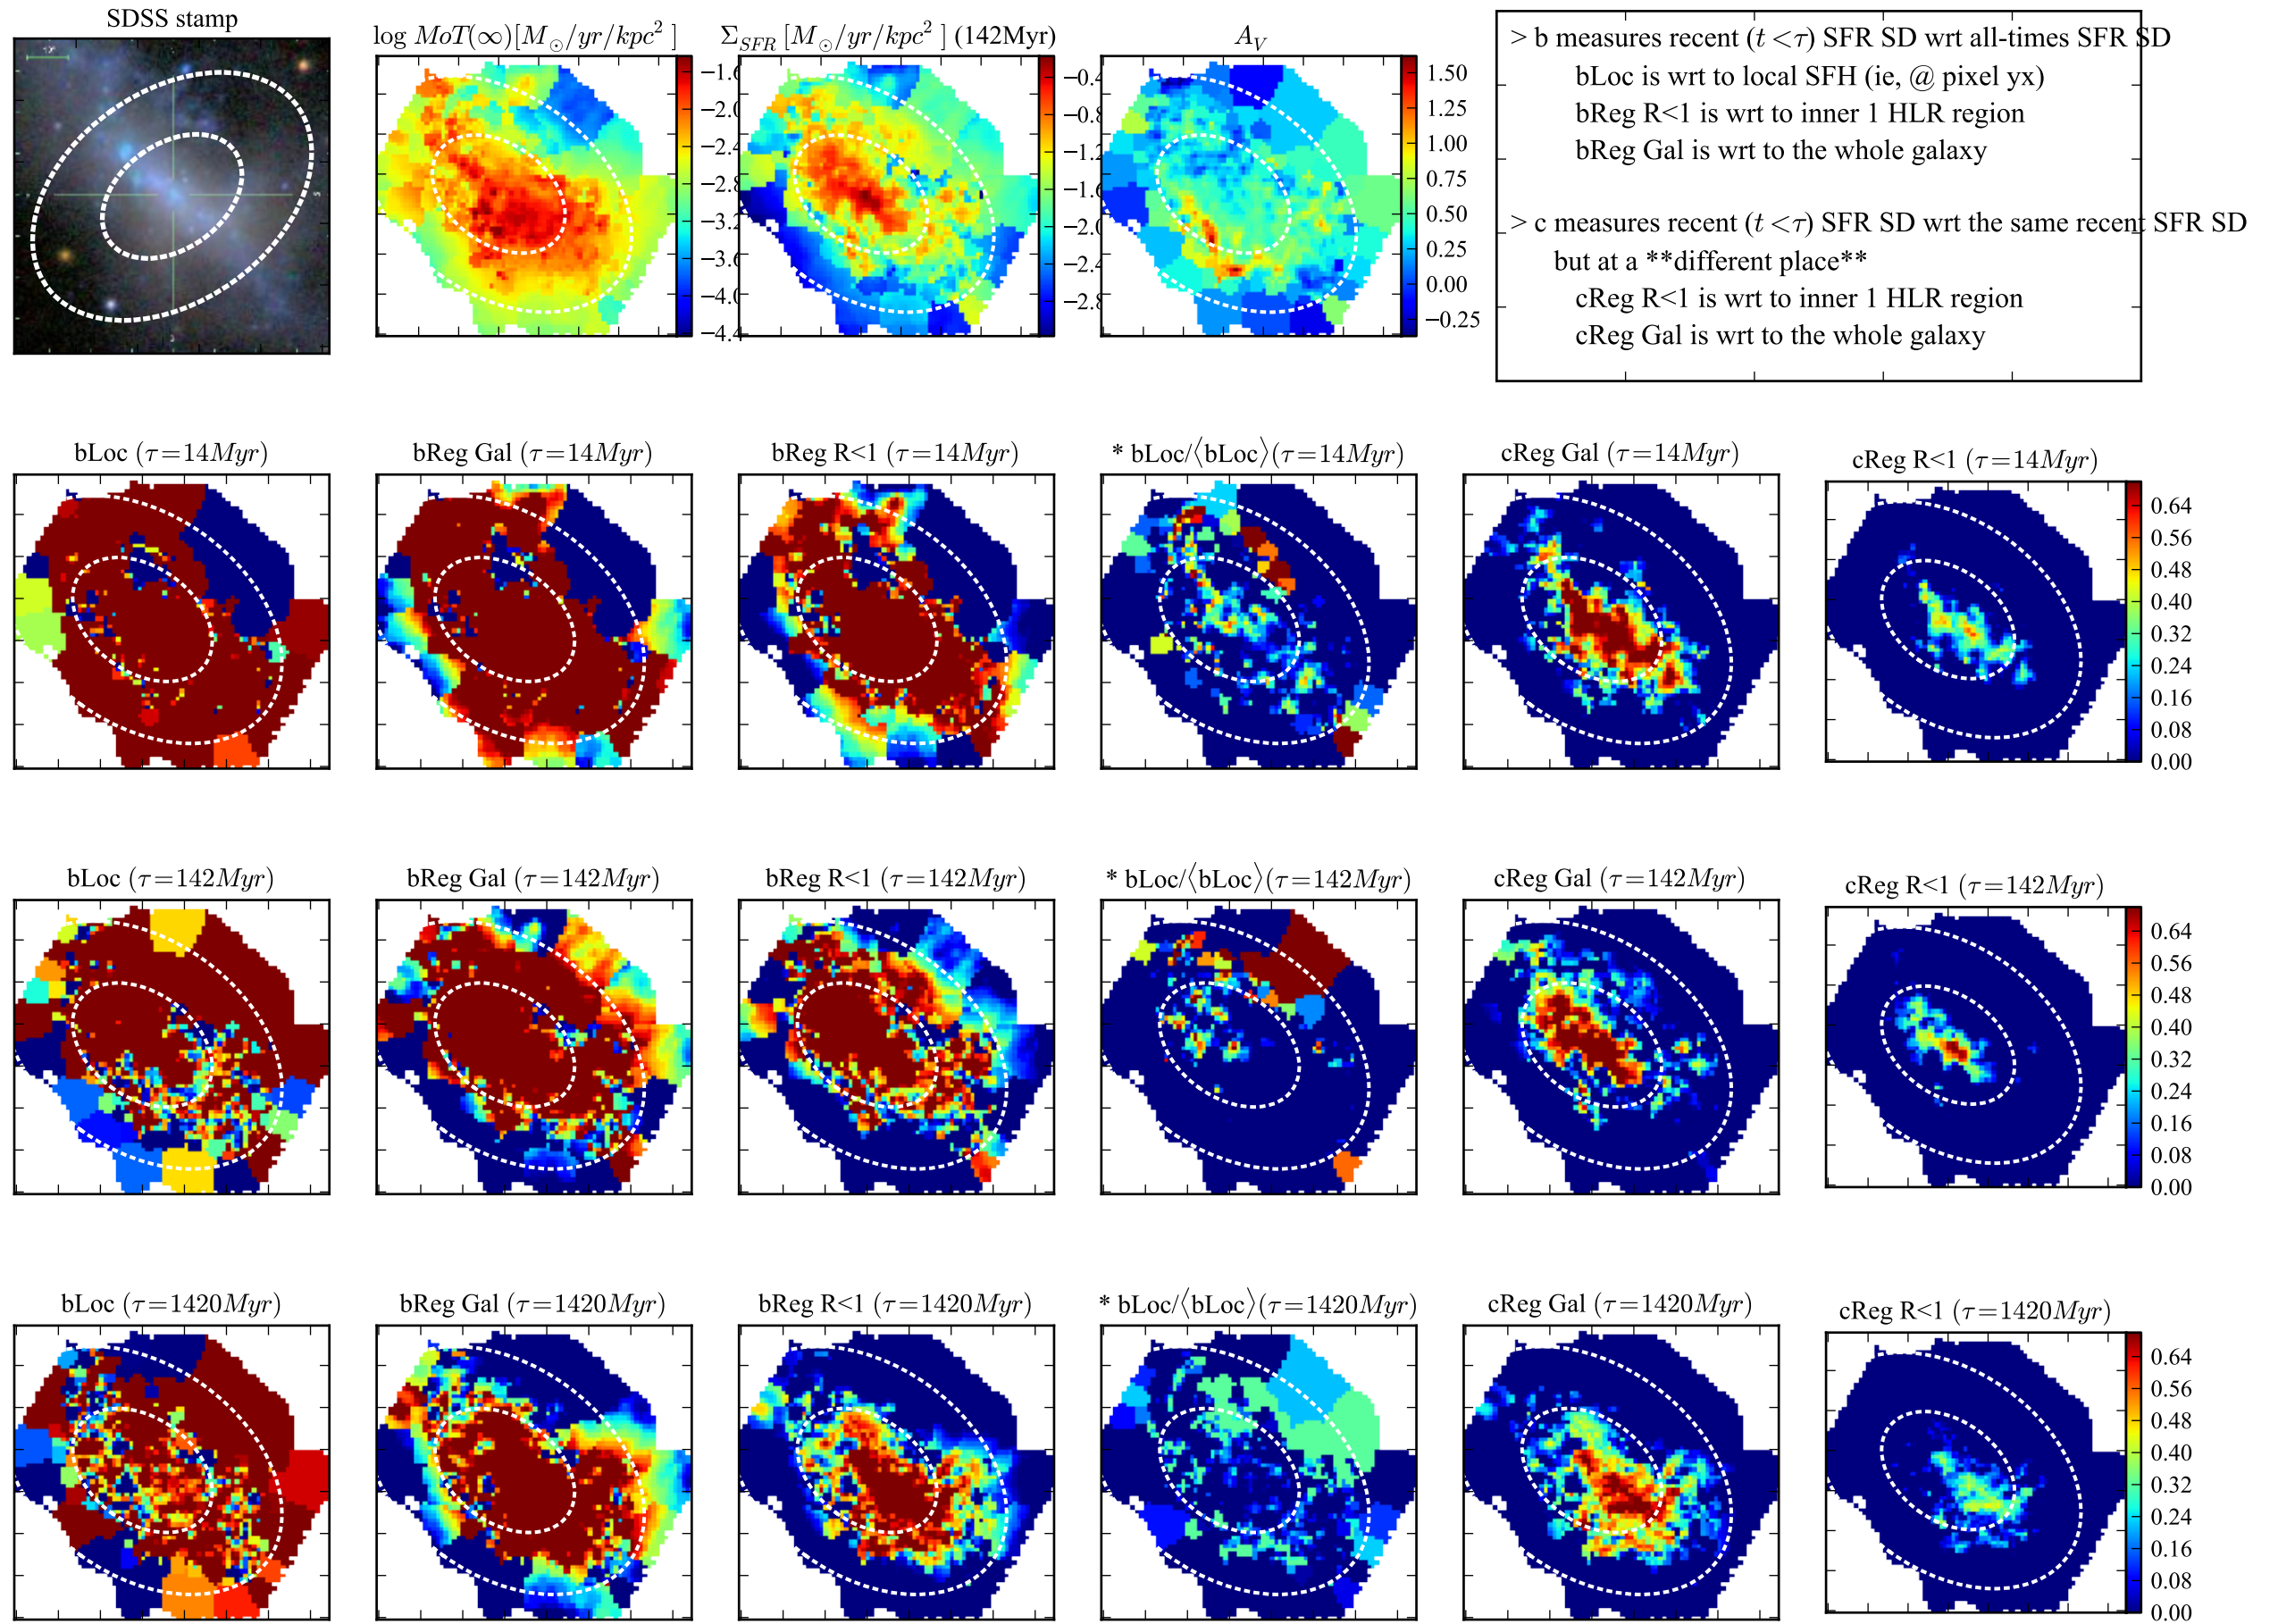 SDSS stamp
log MoT(∞)[M⊙/yr/kpc² ]
Σ_SFR [M⊙/yr/kpc² ] (142Myr)
A_V
−2.0
−2.4
−2.8
−3.2
−3.6
−4.0
−0.8
−1.2
−1.6
−2.0
−2.4
1.50
1.25
1.00
0.75
0.50
0.25
0.00
−0.25
> b measures recent (t <τ) SFR SD wrt all-times SFR SD
bLoc is wrt to local SFH (ie, @ pixel yx)
bReg R<1 is wrt to inner 1 HLR region
bReg Gal is wrt to the whole galaxy
> c measures recent (t <τ) SFR SD wrt the same recent SFR SD
but at a **different place**
cReg R<1 is wrt to inner 1 HLR region
cReg Gal is wrt to the whole galaxy
bLoc (τ=14Myr)
bReg Gal (τ=14Myr)
bReg R<1 (τ=14Myr)
* bLoc/⟨bLoc⟩(τ=14Myr)
cReg Gal (τ=14Myr)
cReg R<1 (τ=14Myr)
0.64
0.56
0.48
0.40
0.32
0.24
0.16
0.08
0.00
bLoc (τ=142Myr)
bReg Gal (τ=142Myr)
bReg R<1 (τ=142Myr)
* bLoc/⟨bLoc⟩(τ=142Myr)
cReg Gal (τ=142Myr)
cReg R<1 (τ=142Myr)
0.64
0.56
0.48
0.40
0.32
0.24
0.16
0.08
0.00
bLoc (τ=1420Myr)
bReg Gal (τ=1420Myr)
bReg R<1 (τ=1420Myr)
* bLoc/⟨bLoc⟩(τ=1420Myr)
cReg Gal (τ=1420Myr)
cReg R<1 (τ=1420Myr)
0.64
0.56
0.48
0.40
0.32
0.24
0.16
0.08
0.00